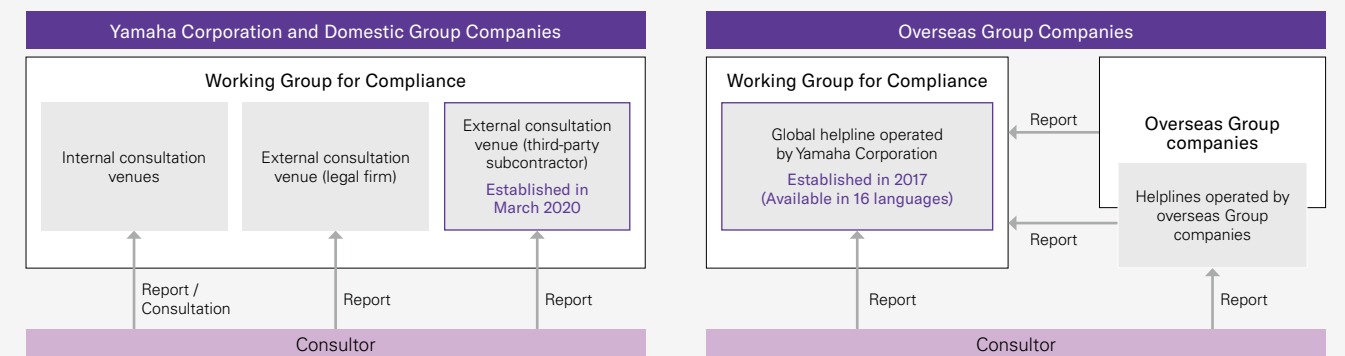 Yamaha Corporation and Domestic Group Companies
Working Group for Compliance
Internal consultation
venues
External consultation
venue (legal firm)
External consultation
venue (third-party
subcontractor)
Established in
March 2020
Report /
Consultation
Report
Report
Consultor
Overseas Group Companies
Working Group for Compliance
Global helpline operated
by Yamaha Corporation
Established in 2017
(Available in 16 languages)
Report
Report
Overseas Group
companies
Helplines operated by
overseas Group
companies
Report
Report
Consultor